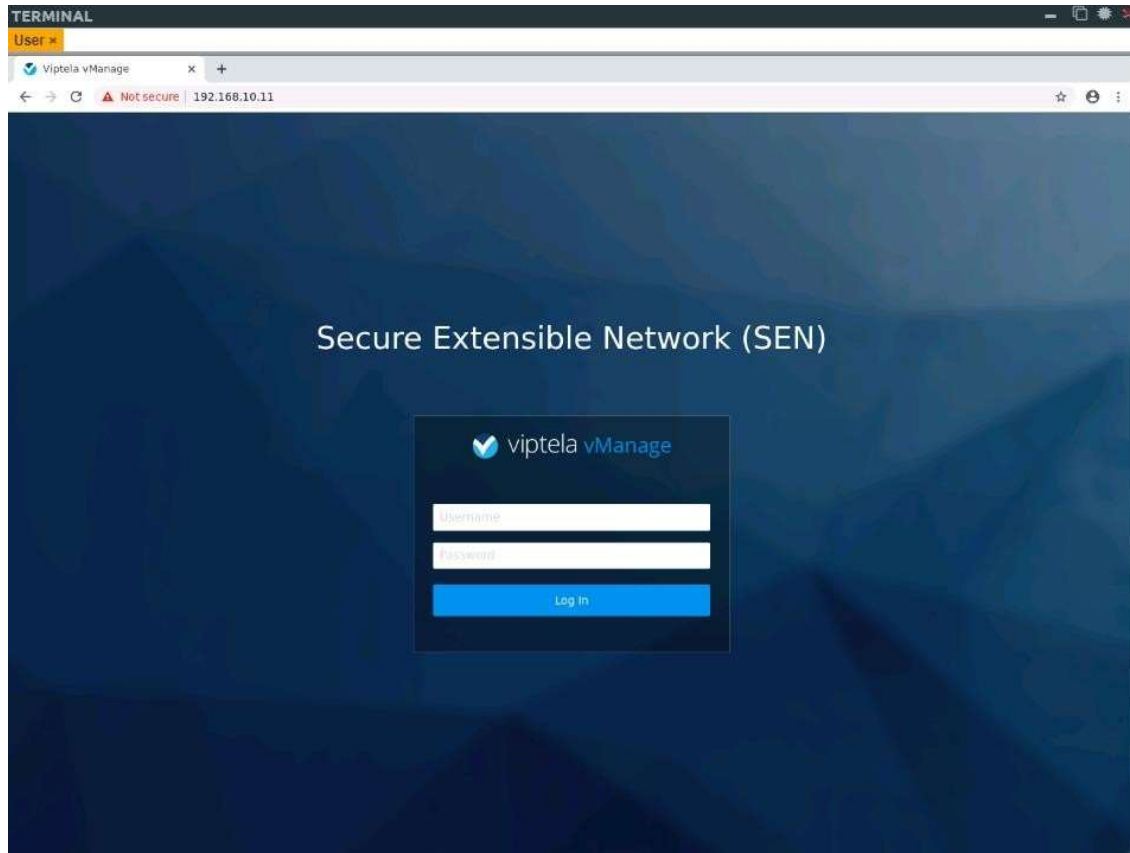 TERMINAL
User ×
Viptela vManage × +
Not secure | 192.168.10.11
Secure Extensible Network (SEN)
viptela vManage
Username
Password
Log In